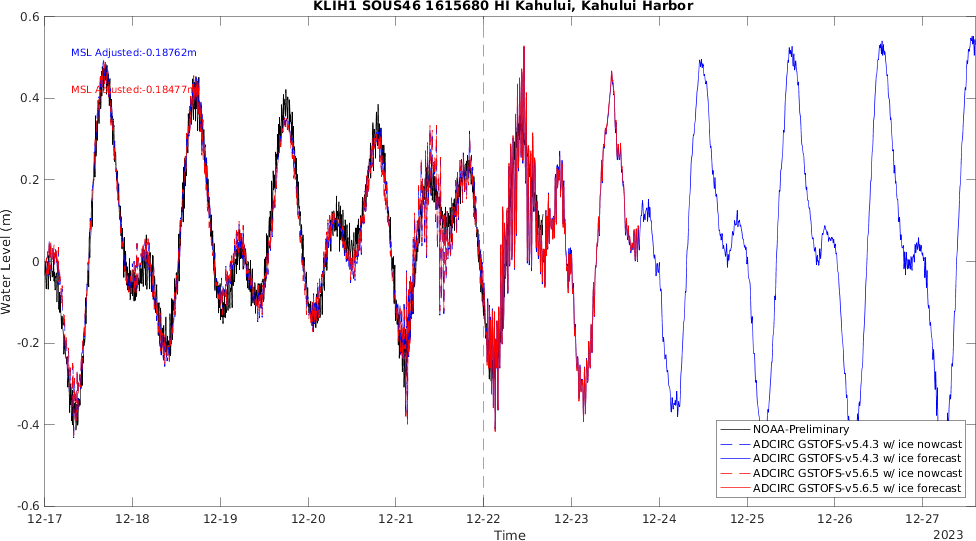 KLIH1 SOUS46 1615680 HI Kahului, Kahului Harbor
0.6
MSL Adjusted:-0.18762m
MSL Adjusted:-0.18477m
0.4
0.2
0
-0.2
-0.4
-0.6
Water Level (m)
NOAA-Preliminary
ADCIRC GSTOFS-v5.4.3 w/ ice nowcast
ADCIRC GSTOFS-v5.4.3 w/ ice forecast
ADCIRC GSTOFS-v5.6.5 w/ ice nowcast
ADCIRC GSTOFS-v5.6.5 w/ ice forecast
12-17 12-18 12-19 12-20 12-21 12-22 12-23 12-24 12-25 12-26 12-27
Time
2023